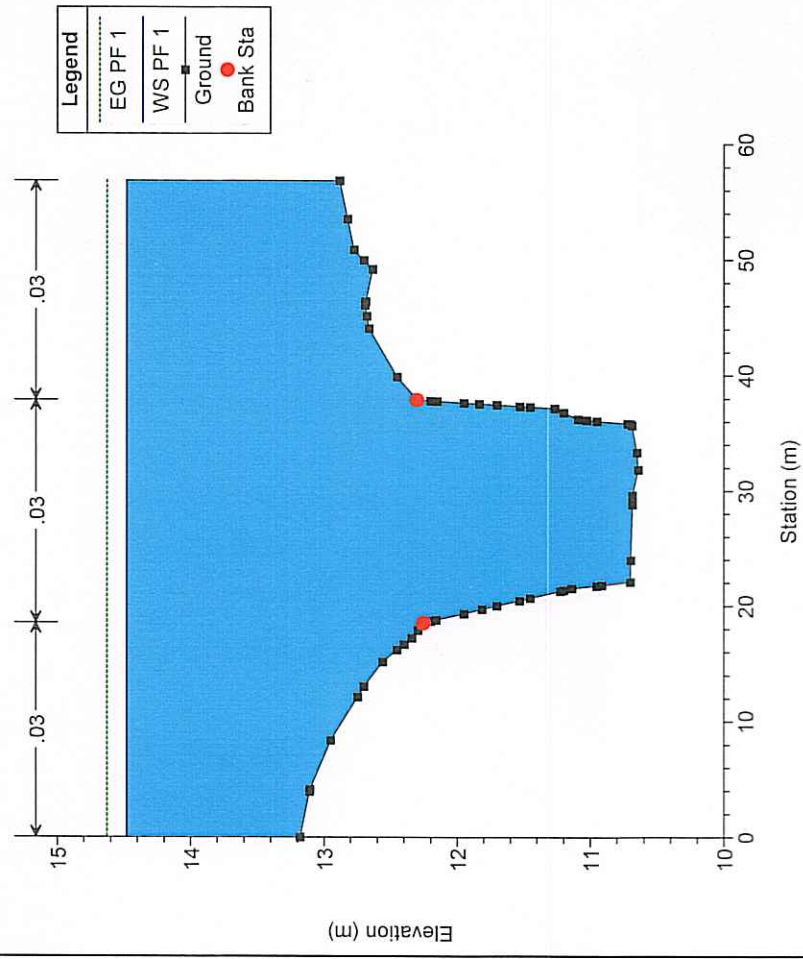 .03
.03
.03
Legend
EG PF 1
WS PF 1
Ground
Bank Sta
15
14
13
12
11
10
Elevation (m)
0
10
20
30
40
50
60
Station (m)